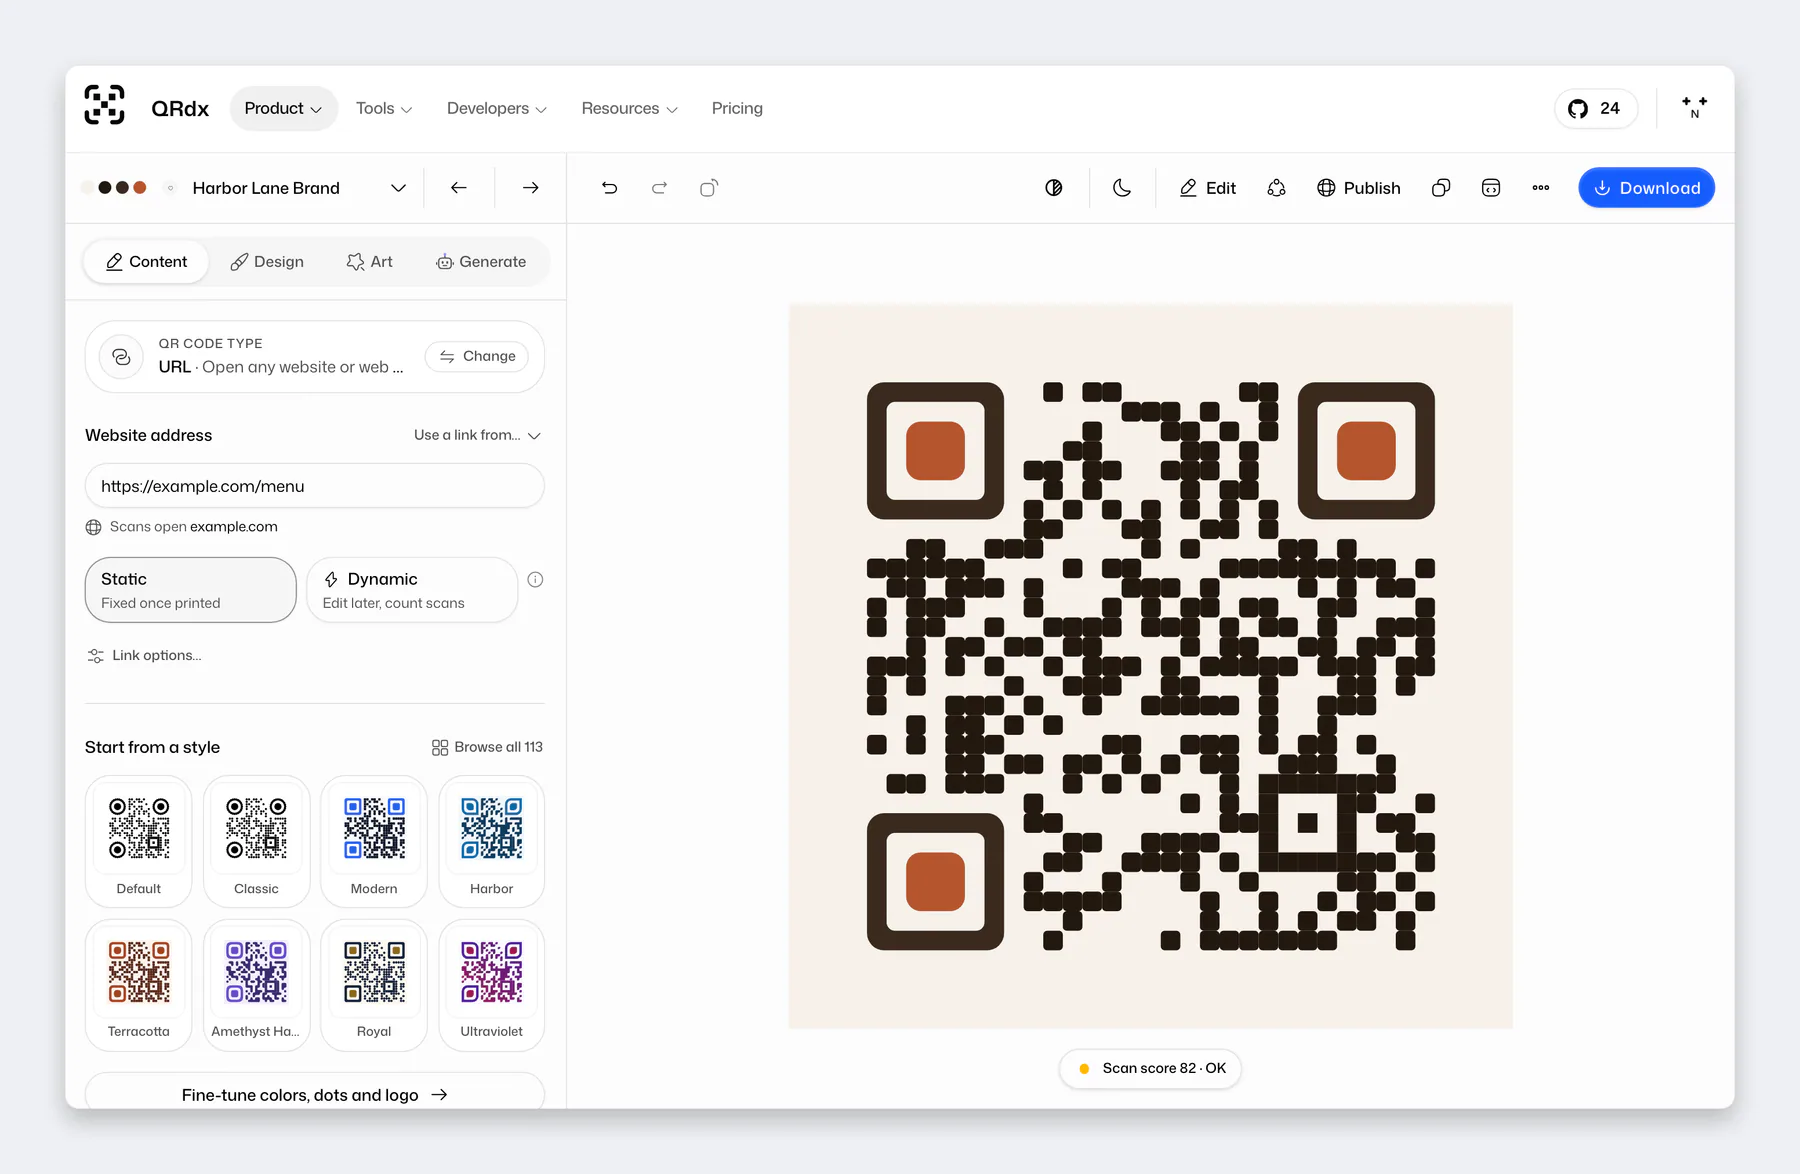 QRdx
Product
Tools
Developers
Resources
Pricing
24
N
Harbor Lane Brand
Edit
Publish
Download
Content
Design
Art
Generate
QR CODE TYPE
URL · Open any website or web ...
Change
Website address
Use a link from...
https://example.com/menu
Scans open example.com
Static
Fixed once printed
Dynamic
Edit later, count scans
Link options...
Start from a style
Browse all 113
Default
Classic
Modern
Harbor
Terracotta
Amethyst Ha...
Royal
Ultraviolet
Fine-tune colors, dots and logo
Scan score 82 · OK